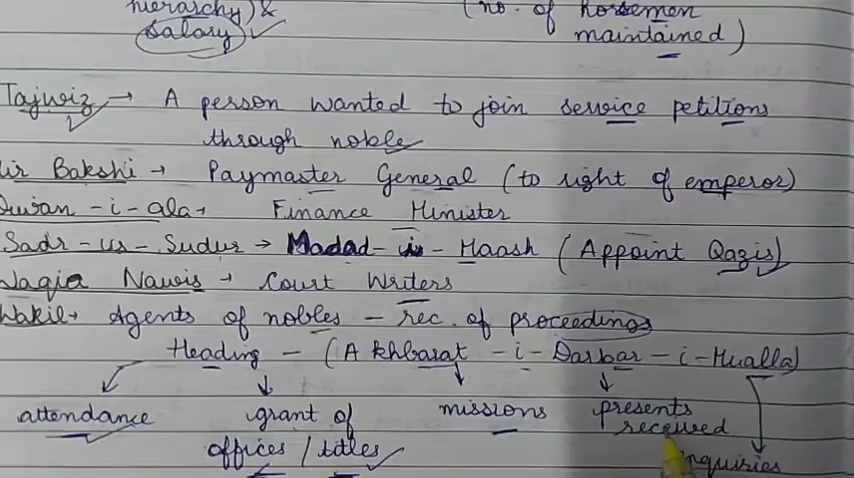 hierarchy) & (no. of horsemen
salary maintained)
Tajwiz → A person wanted to join service petitions
through noble
Mir Bakshi → Paymaster General (to right of emperor)
Diwan-i-ala → Finance Minister
Sadr-us-Sudur → Madad-i-Maash (Appoint Qazis)
Waqia Nawis → Court Writers
Wakil → Agents of nobles - rec. of proceedings
Heading - (Akhbarat-i-Darbar-i-Mualla)
attendance grant of missions presents
offices / titles received
inquiries